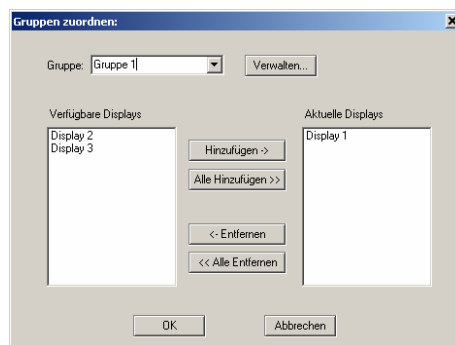 Gruppen zuordnen:
Gruppe: Gruppe 1 Verwalten...
Verfügbare Displays Aktuelle Displays
Display 2
Display 3
Display 1
Hinzufügen ->
Alle Hinzufügen >>
<- Entfernen
<< Alle Entfernen
OK Abbrechen